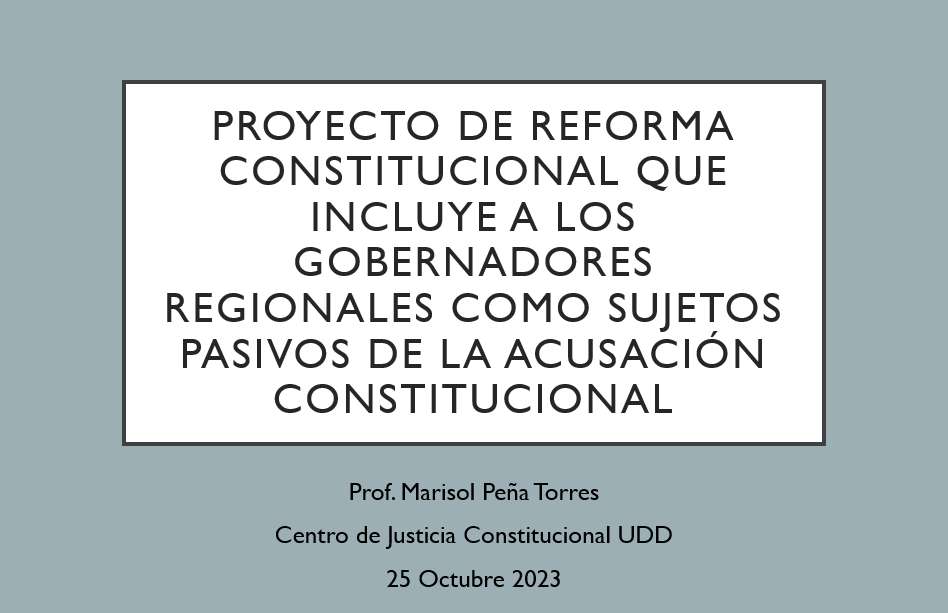 PROYECTO DE REFORMA
CONSTITUCIONAL QUE
INCLUYE A LOS
GOBERNADORES
REGIONALES COMO SUJETOS
PASIVOS DE LA ACUSACIÓN
CONSTITUCIONAL
Prof. Marisol Peña Torres
Centro de Justicia Constitucional UDD
25 Octubre 2023